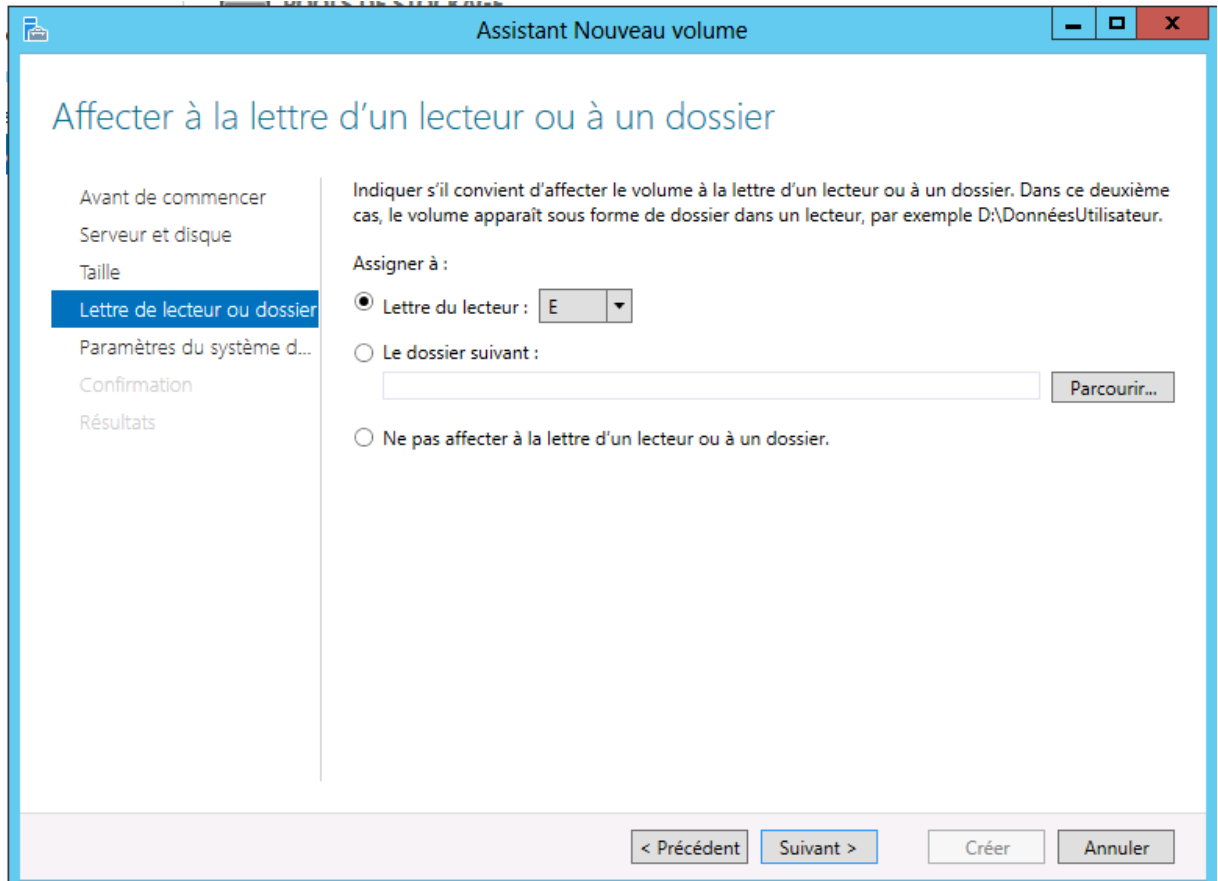 POOLS DE STOCKAGE
Assistant Nouveau volume
Affecter à la lettre d'un lecteur ou à un dossier
Avant de commencer
Serveur et disque
Taille
Lettre de lecteur ou dossier
Paramètres du système d...
Confirmation
Résultats
Indiquer s'il convient d'affecter le volume à la lettre d'un lecteur ou à un dossier. Dans ce deuxième
cas, le volume apparaît sous forme de dossier dans un lecteur, par exemple D:\DonnéesUtilisateur.
Assigner à :
Lettre du lecteur : E
Le dossier suivant :
Parcourir...
Ne pas affecter à la lettre d'un lecteur ou à un dossier.
< Précédent Suivant > Créer Annuler